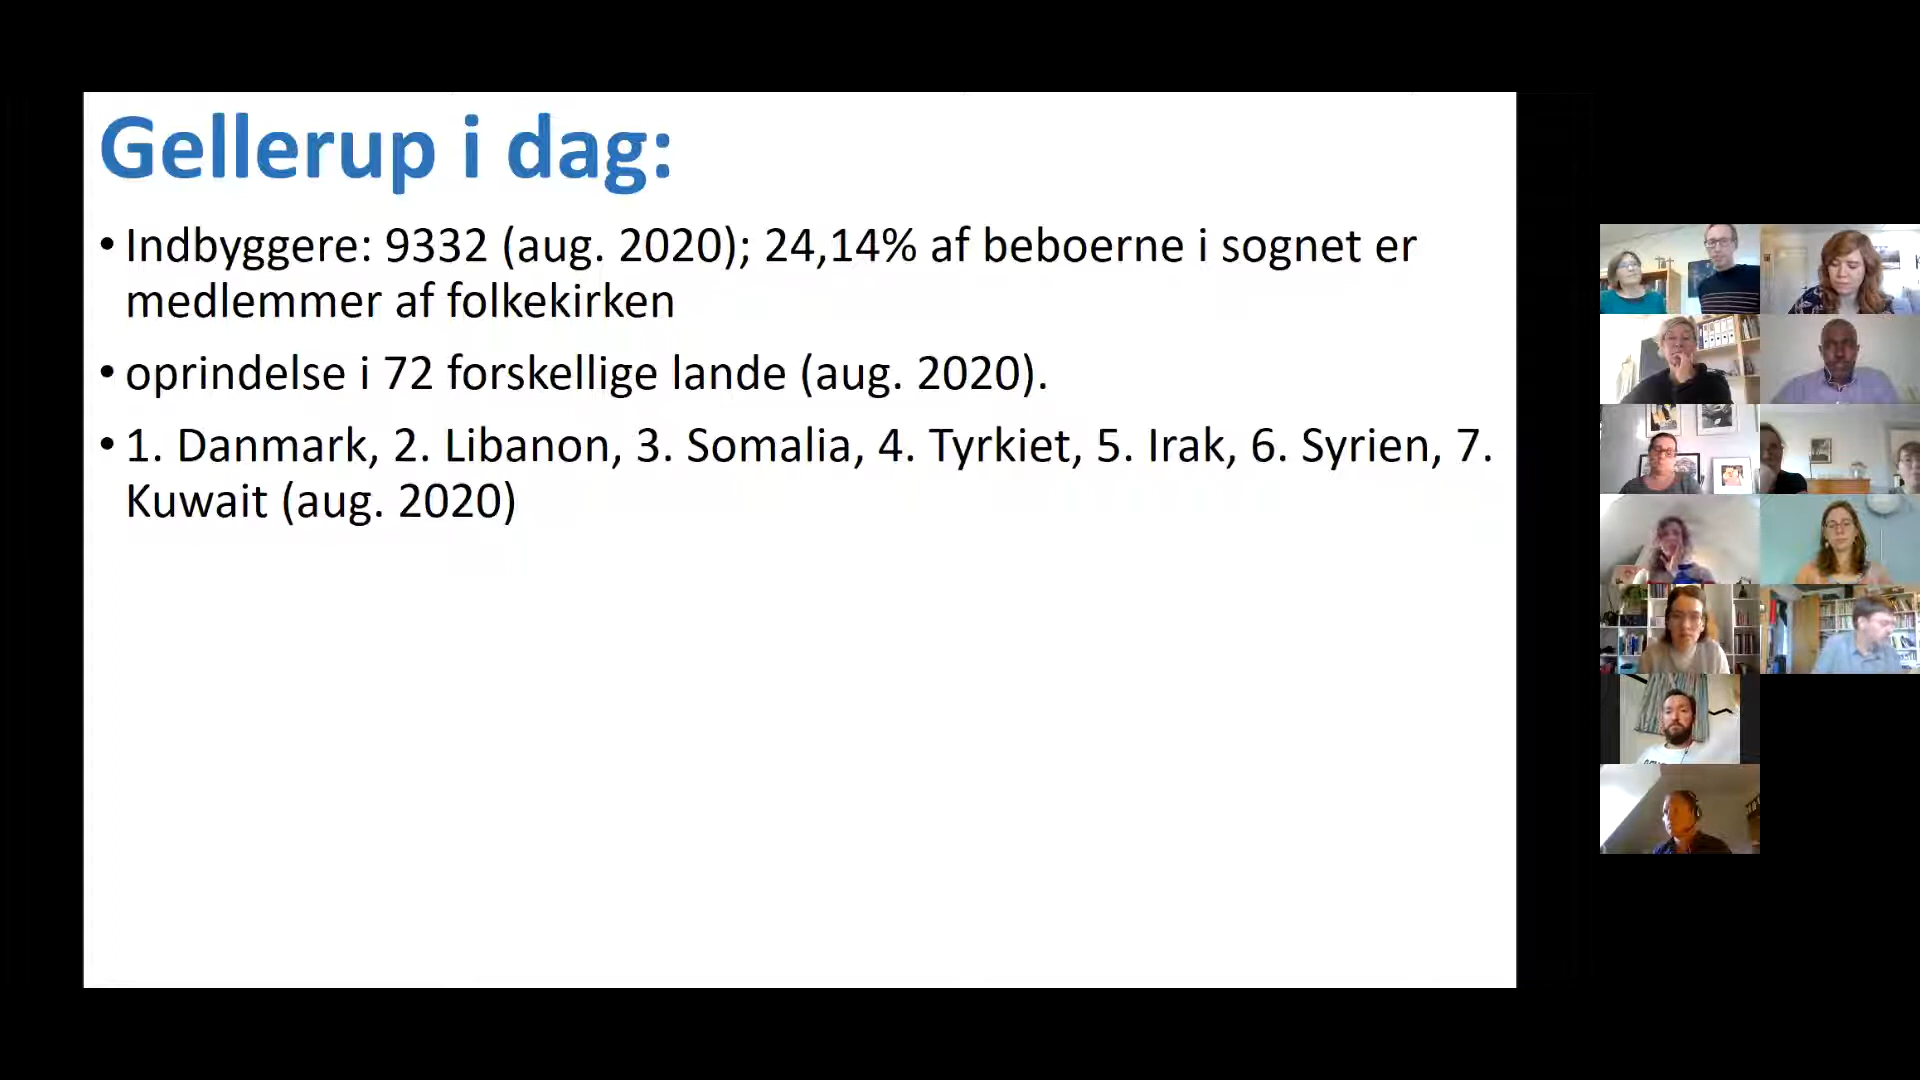 Gellerup i dag:
• Indbyggere: 9332 (aug. 2020); 24,14% af beboerne i sognet er
medlemmer af folkekirken
• oprindelse i 72 forskellige lande (aug. 2020).
• 1. Danmark, 2. Libanon, 3. Somalia, 4. Tyrkiet, 5. Irak, 6. Syrien, 7.
Kuwait (aug. 2020)